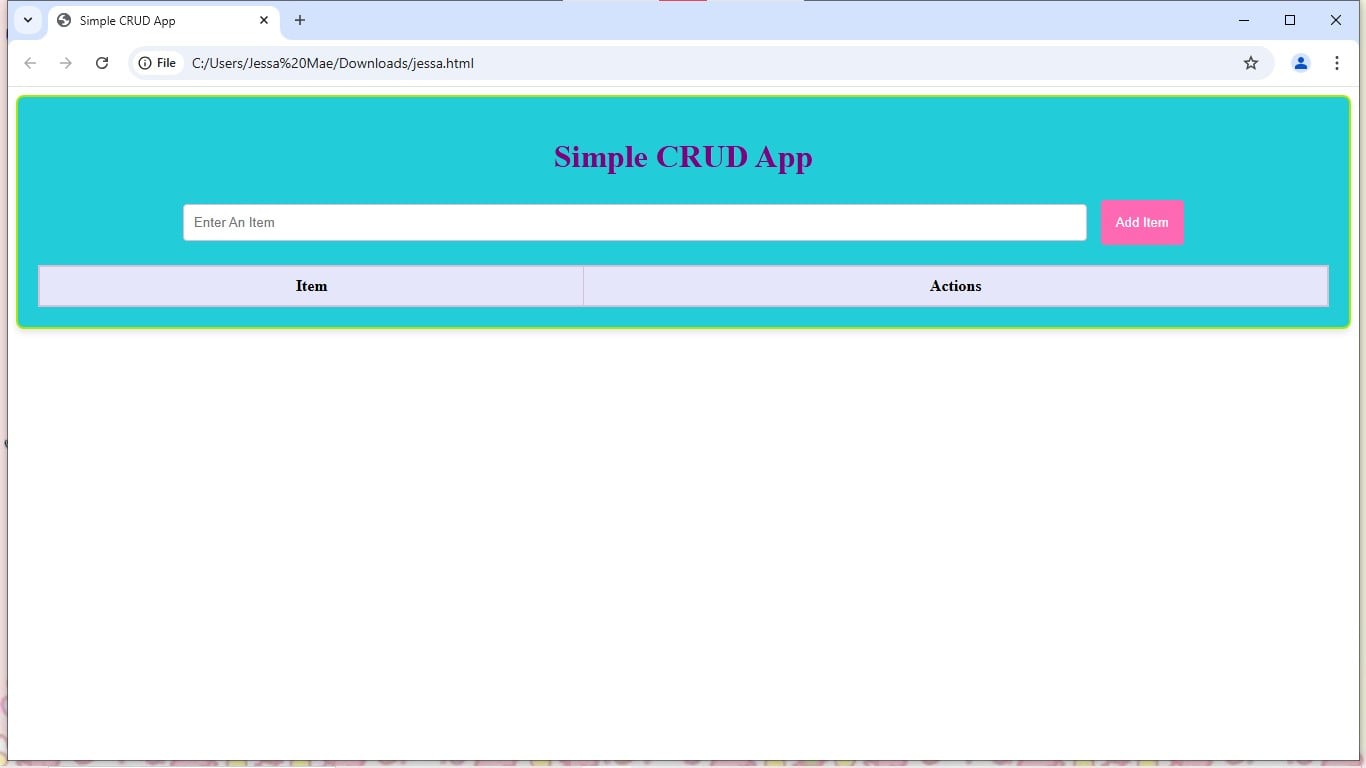 Simple CRUD App
File C:/Users/Jessa%20Mae/Downloads/jessa.html
Simple CRUD App
Enter An Item Add Item
Item Actions